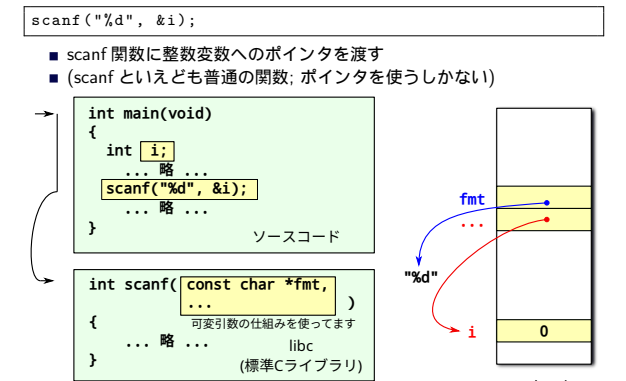 scanf("%d", &i);
■ scanf 関数に整数変数へのポインタを渡す
■ (scanf といえども普通の関数; ポインタを使うしかない)
int main(void)
{
int i;
... 略 ...
scanf("%d", &i);
... 略 ...
}
ソースコード
int scanf( const char *fmt,
... )
{
可変引数の仕組みを使ってます
... 略 ...
}
libc
(標準Cライブラリ)
fmt
...
"%d"
i
0